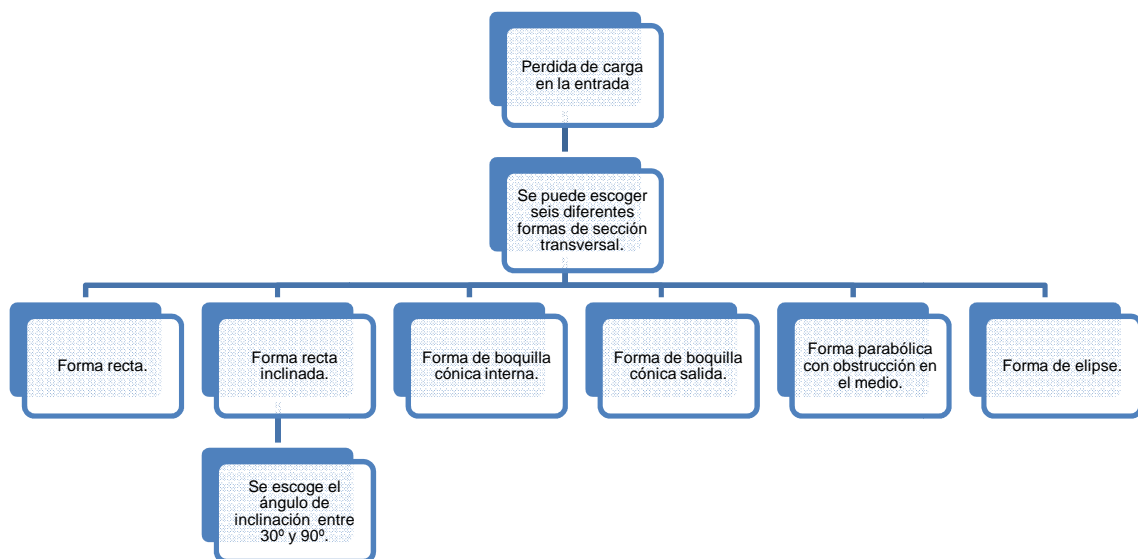 Perdida de carga
en la entrada
Se puede escoger
seis diferentes
formas de sección
transversal.
Forma recta.
Forma recta
inclinada.
Forma de boquilla
cónica interna.
Forma de boquilla
cónica salida.
Forma parabólica
con obstrucción en
el medio.
Forma de elipse.
Se escoge el
ángulo de
inclinación entre
30º y 90º.